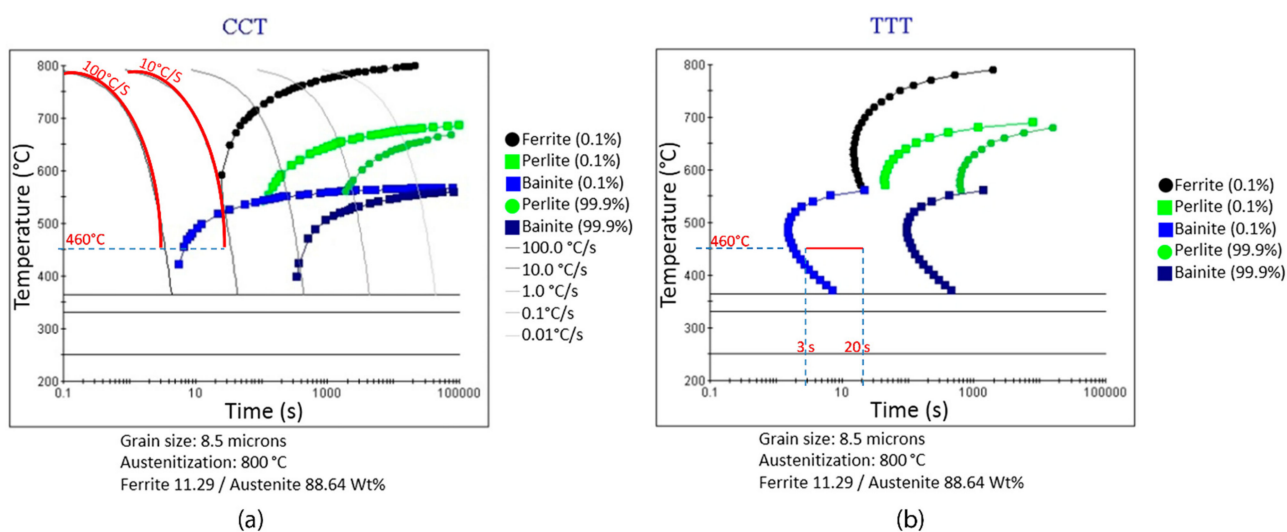 CCT
800
700
600
500
400
300
200
Temperature (°C)
100°C/S
10°C/S
460°C
0.1
10
1000
100000
Time (s)
Ferrite (0.1%)
Perlite (0.1%)
Bainite (0.1%)
Perlite (99.9%)
Bainite (99.9%)
100.0 °C/s
10.0 °C/s
1.0 °C/s
0.1°C/s
0.01°C/s
Grain size: 8.5 microns
Austenitization: 800 °C
Ferrite 11.29 / Austenite 88.64 Wt%
(a)
TTT
800
700
600
500
400
300
200
Temperature (°C)
460°C
3 s
20 s
0.1
10
1000
100000
Time (s)
Ferrite (0.1%)
Perlite (0.1%)
Bainite (0.1%)
Perlite (99.9%)
Bainite (99.9%)
Grain size: 8.5 microns
Austenitization: 800 °C
Ferrite 11.29 / Austenite 88.64 Wt%
(b)